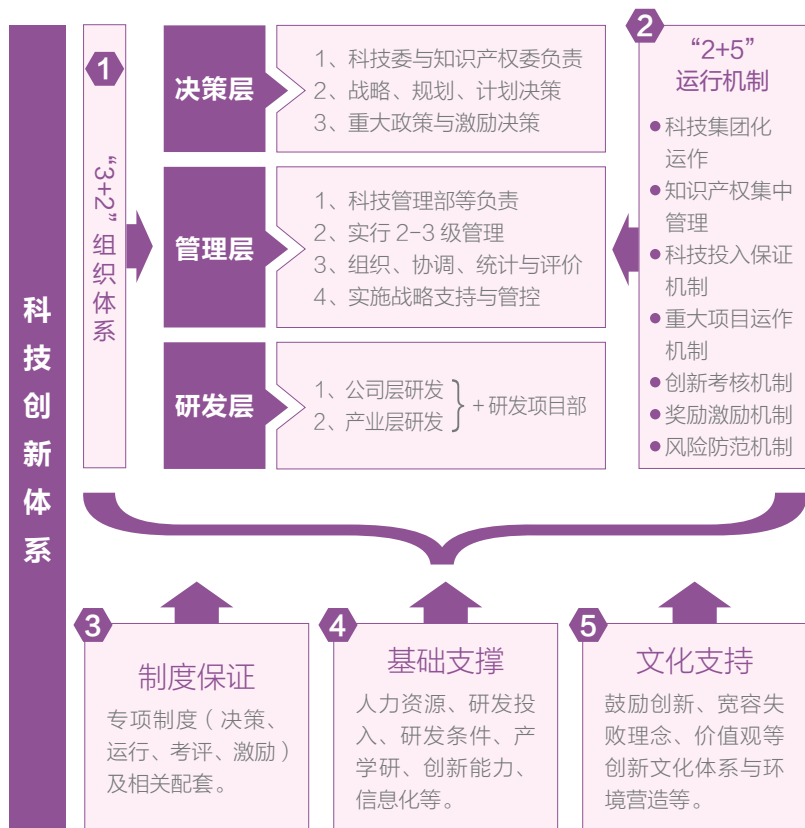 科技创新体系
1
“3+2”组织体系
决策层
1、科技委与知识产权委负责
2、战略、规划、计划决策
3、重大政策与激励决策
管理层
1、科技管理部等负责
2、实行 2-3 级管理
3、组织、协调、统计与评价
4、实施战略支持与管控
研发层
1、公司层研发
2、产业层研发
+研发项目部
2
“2+5”
运行机制
●科技集团化
运作
●知识产权集中
管理
●科技投入保证
机制
●重大项目运作
机制
●创新考核机制
●奖励激励机制
●风险防范机制
3
制度保证
专项制度（决策、
运行、考评、激励）
及相关配套。
4
基础支撑
人力资源、研发投
入、研发条件、产
学研、创新能力、
信息化等。
5
文化支持
鼓励创新、宽容失
败理念、价值观等
创新文化体系与环
境营造等。